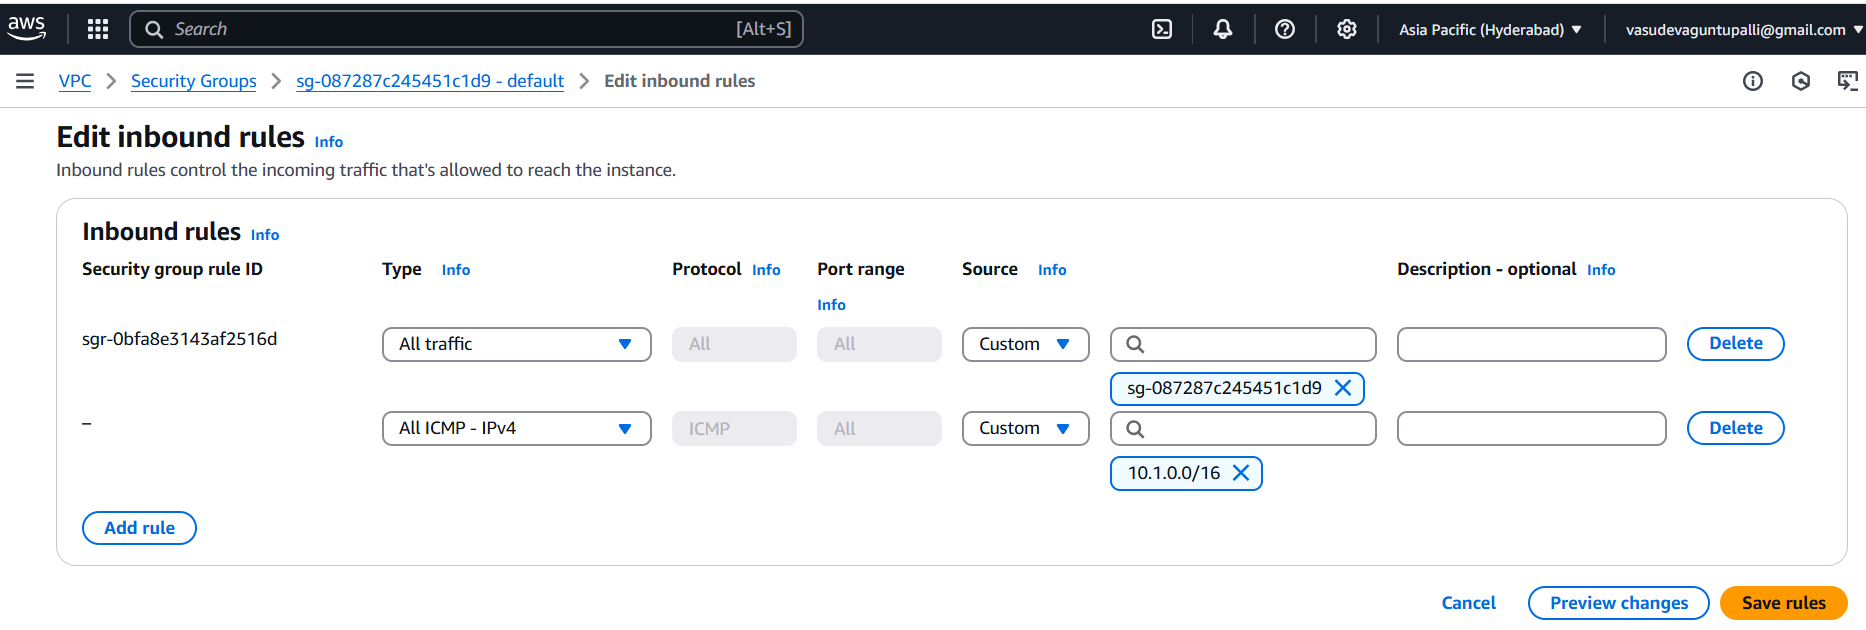 aws Search [Alt+S] Asia Pacific (Hyderabad) vasudevaguntupalli@gmail.com
VPC Security Groups sg-087287c245451c1d9 - default Edit inbound rules
Edit inbound rules Info
Inbound rules control the incoming traffic that's allowed to reach the instance.
Inbound rules Info
Security group rule ID Type Info Protocol Info Port range Source Info Description - optional Info
Info
sgr-0bfa8e3143af2516d All traffic All All Custom Delete
sg-087287c245451c1d9
– All ICMP - IPv4 ICMP All Custom Delete
10.1.0.0/16
Add rule
Cancel Preview changes Save rules